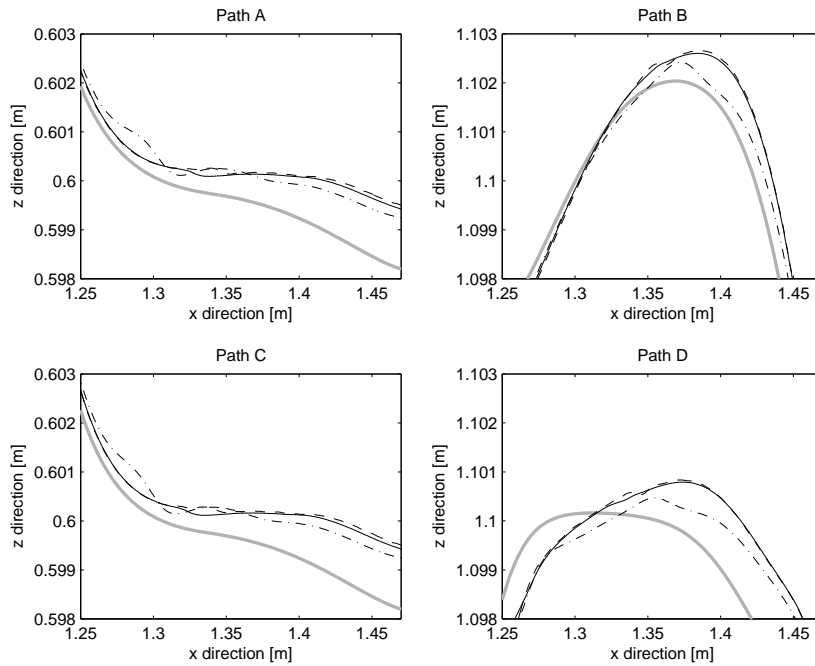 Path A
0.603
0.602
0.601
0.6
0.599
0.598
z direction [m]
1.25 1.3 1.35 1.4 1.45
x direction [m]
Path B
1.103
1.102
1.101
1.1
1.099
1.098
z direction [m]
1.25 1.3 1.35 1.4 1.45
x direction [m]
Path C
0.603
0.602
0.601
0.6
0.599
0.598
z direction [m]
1.25 1.3 1.35 1.4 1.45
x direction [m]
Path D
1.103
1.102
1.101
1.1
1.099
1.098
z direction [m]
1.25 1.3 1.35 1.4 1.45
x direction [m]